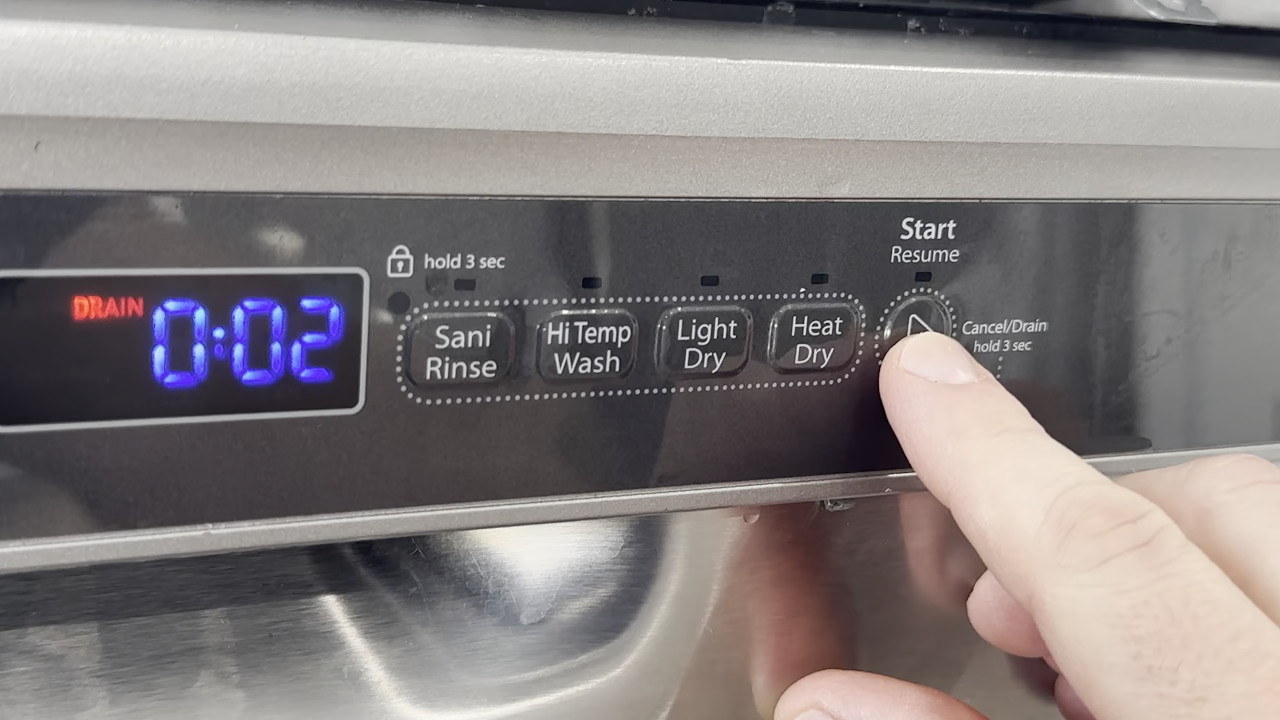 DRAIN 0:02
hold 3 sec
Sani
Rinse
Hi Temp
Wash
Light
Dry
Heat
Dry
Start
Resume
Cancel/Drain
hold 3 sec